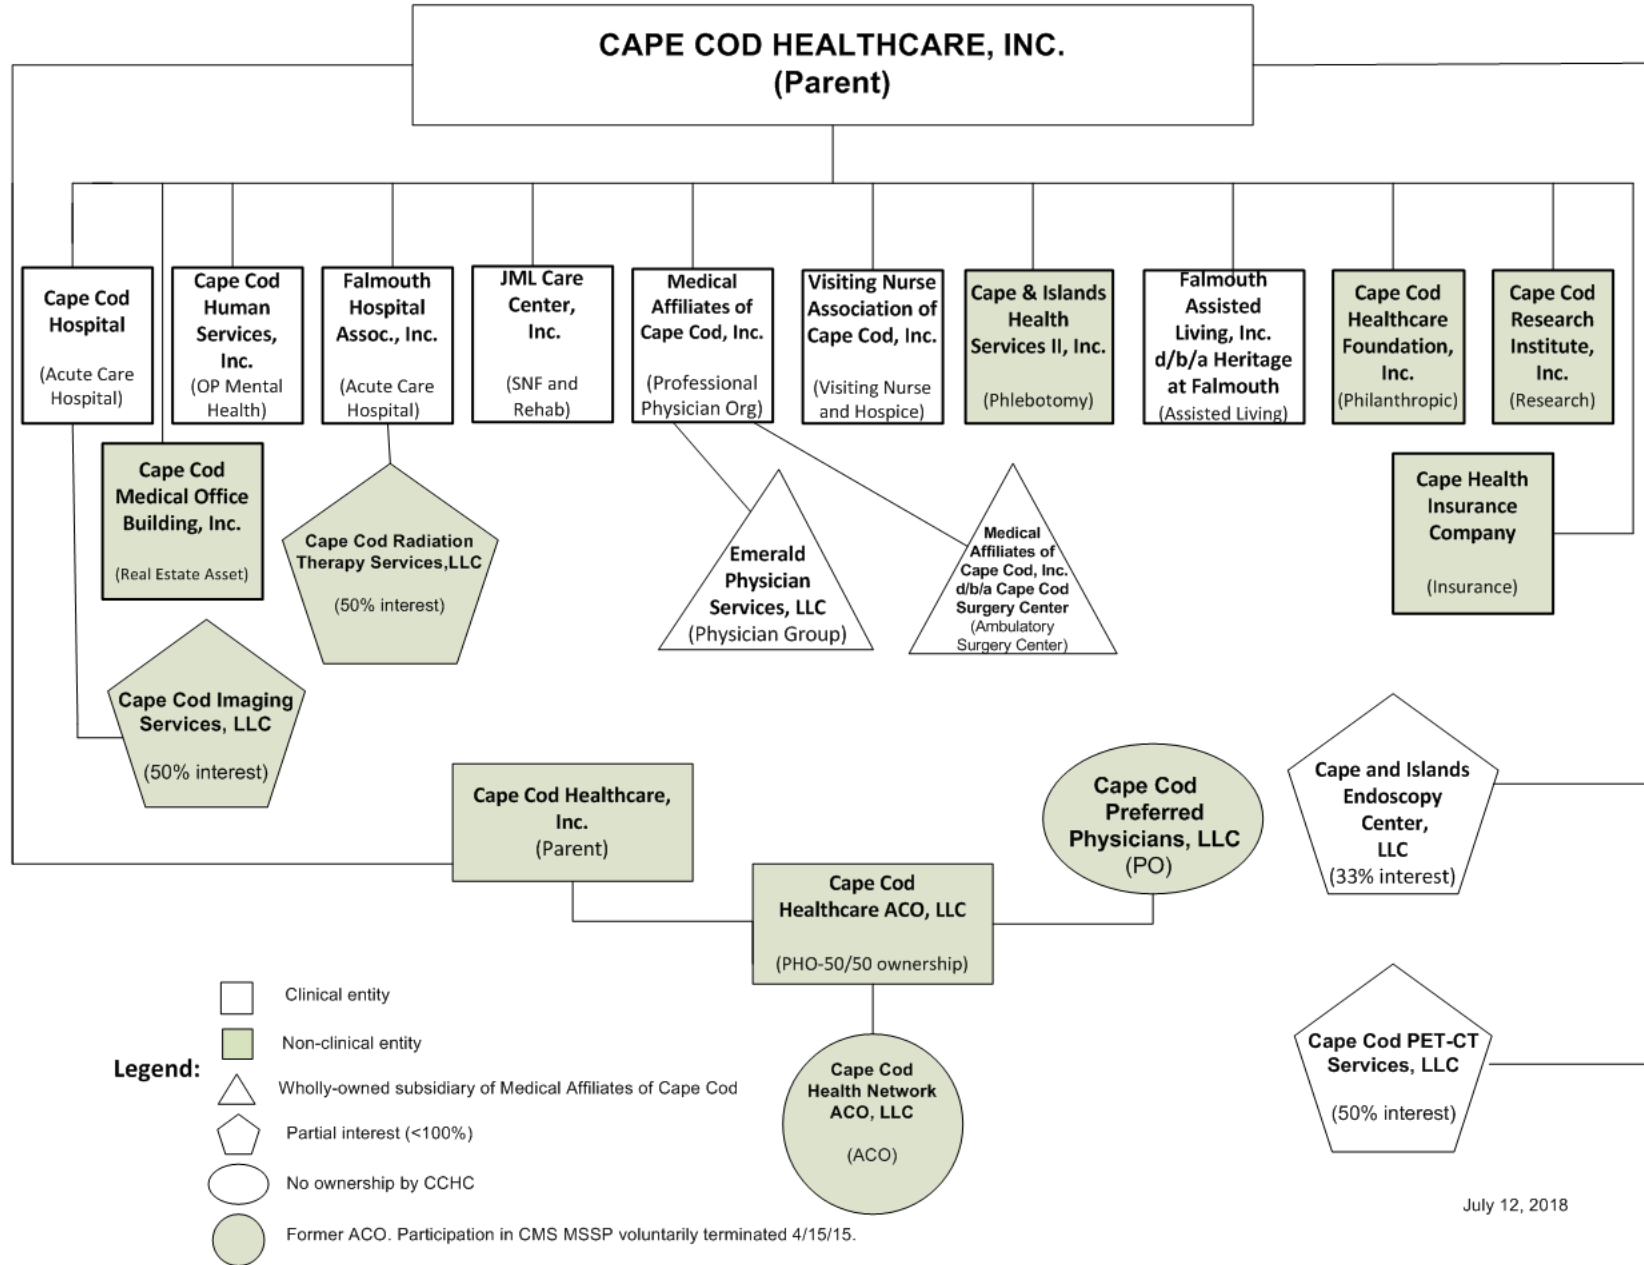 CAPE COD HEALTHCARE, INC.
(Parent)
Cape Cod
Hospital
(Acute Care
Hospital)
Cape Cod
Human
Services,
Inc.
(OP Mental
Health)
Falmouth
Hospital
Assoc., Inc.
(Acute Care
Hospital)
JML Care
Center,
Inc.
(SNF and
Rehab)
Medical
Affiliates of
Cape Cod, Inc.
(Professional
Physician Org)
Visiting Nurse
Association of
Cape Cod, Inc.
(Visiting Nurse
and Hospice)
Cape & Islands
Health
Services II, Inc.
(Phlebotomy)
Falmouth
Assisted
Living, Inc.
d/b/a Heritage
at Falmouth
(Assisted Living)
Cape Cod
Healthcare
Foundation,
Inc.
(Philanthropic)
Cape Cod
Research
Institute,
Inc.
(Research)
Cape Cod
Medical Office
Building, Inc.
(Real Estate Asset)
Cape Cod Radiation
Therapy Services,LLC
(50% interest)
Emerald
Physician
Services, LLC
(Physician Group)
Medical
Affiliates of
Cape Cod, Inc.
d/b/a Cape Cod
Surgery Center
(Ambulatory
Surgery Center)
Cape Health
Insurance
Company
(Insurance)
Cape Cod Imaging
Services, LLC
(50% interest)
Cape Cod Healthcare,
Inc.
(Parent)
Cape Cod
Preferred
Physicians, LLC
(PO)
Cape and Islands
Endoscopy
Center,
LLC
(33% interest)
Cape Cod
Healthcare ACO, LLC
(PHO-50/50 ownership)
Cape Cod
Health Network
ACO, LLC
(ACO)
Cape Cod PET-CT
Services, LLC
(50% interest)
Legend:
Clinical entity
Non-clinical entity
Wholly-owned subsidiary of Medical Affiliates of Cape Cod
Partial interest (<100%)
No ownership by CCHC
Former ACO. Participation in CMS MSSP voluntarily terminated 4/15/15.
July 12, 2018